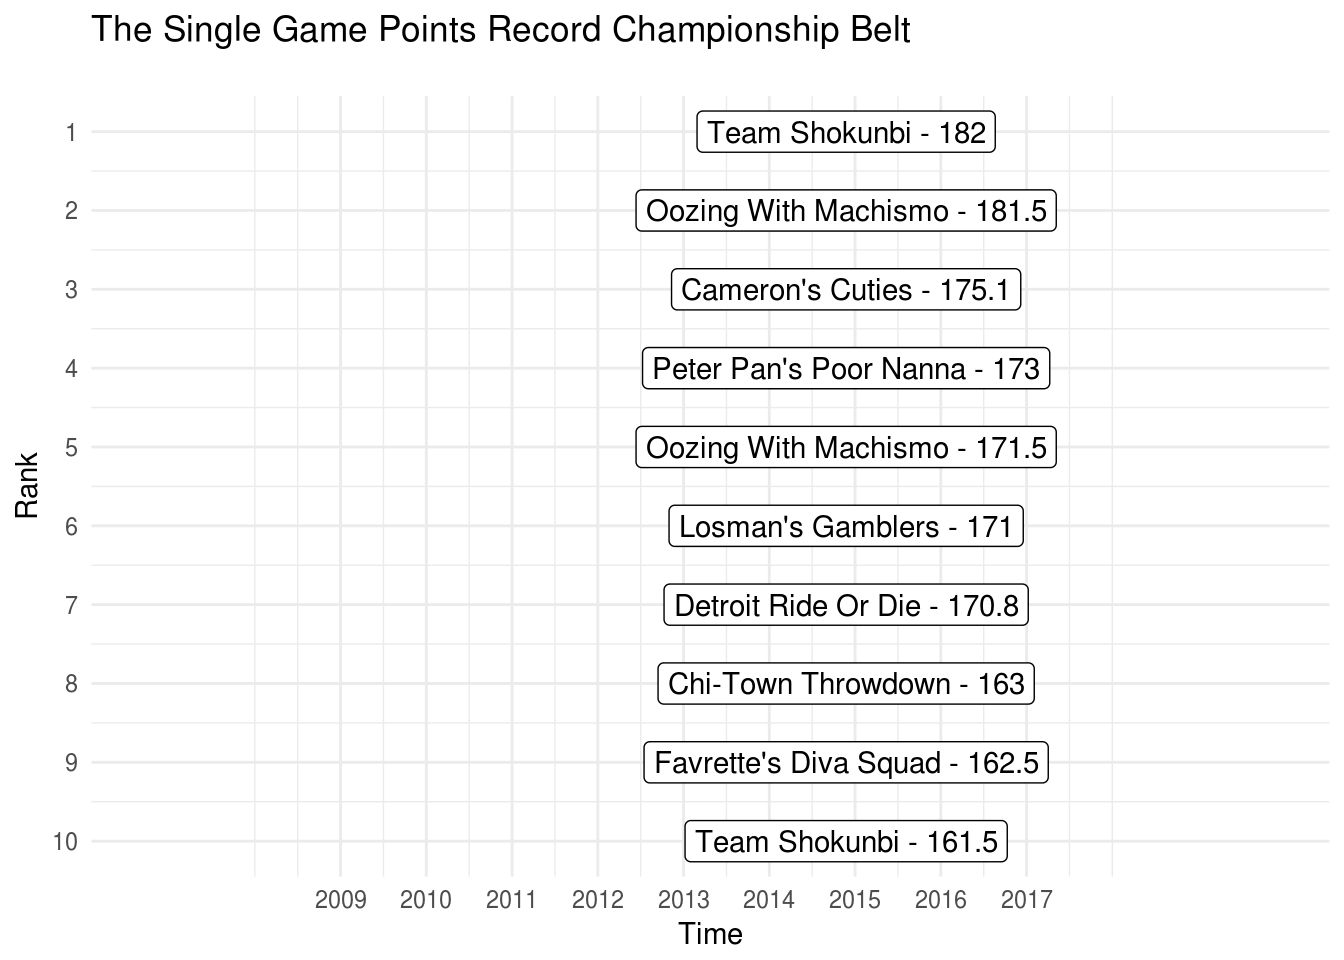 The Single Game Points Record Championship Belt
1
Team Shokunbi - 182
2
Oozing With Machismo - 181.5
3
Cameron's Cuties - 175.1
4
Peter Pan's Poor Nanna - 173
5
Oozing With Machismo - 171.5
Rank
6
Losman's Gamblers - 171
7
Detroit Ride Or Die - 170.8
8
Chi-Town Throwdown - 163
9
Favrette's Diva Squad - 162.5
10
Team Shokunbi - 161.5
2009 2010 2011 2012 2013 2014 2015 2016 2017
Time